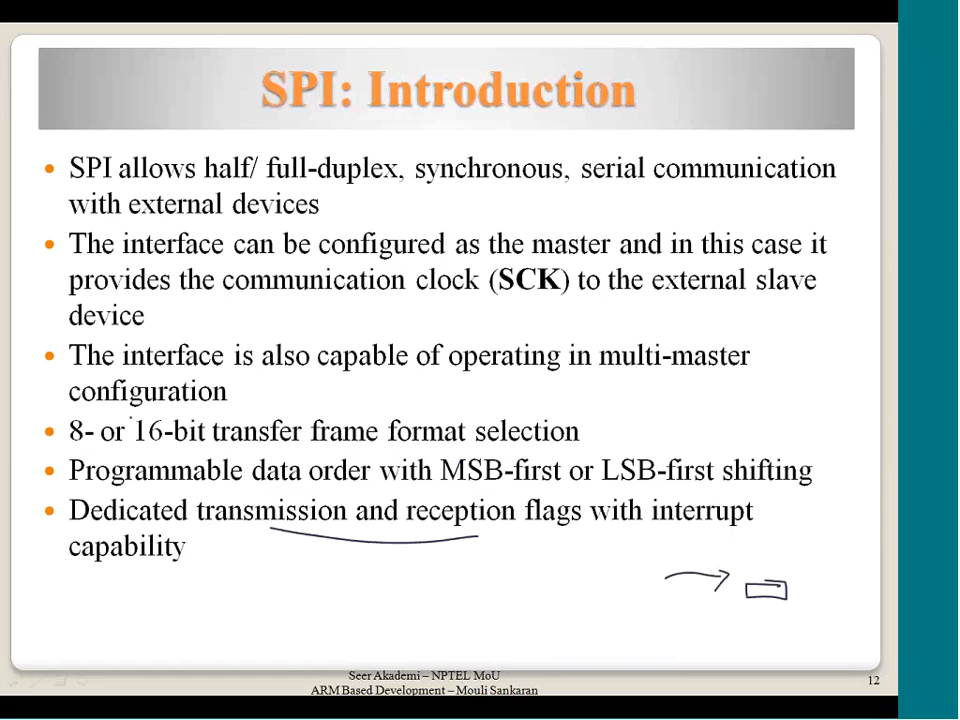 SPI: Introduction
• SPI allows half/ full-duplex, synchronous, serial communication
with external devices
• The interface can be configured as the master and in this case it
provides the communication clock (SCK) to the external slave
device
• The interface is also capable of operating in multi-master
configuration
• 8- or 16-bit transfer frame format selection
• Programmable data order with MSB-first or LSB-first shifting
• Dedicated transmission and reception flags with interrupt
capability
Seer Akademi – NPTEL MoU
ARM Based Development – Mouli Sankaran
12